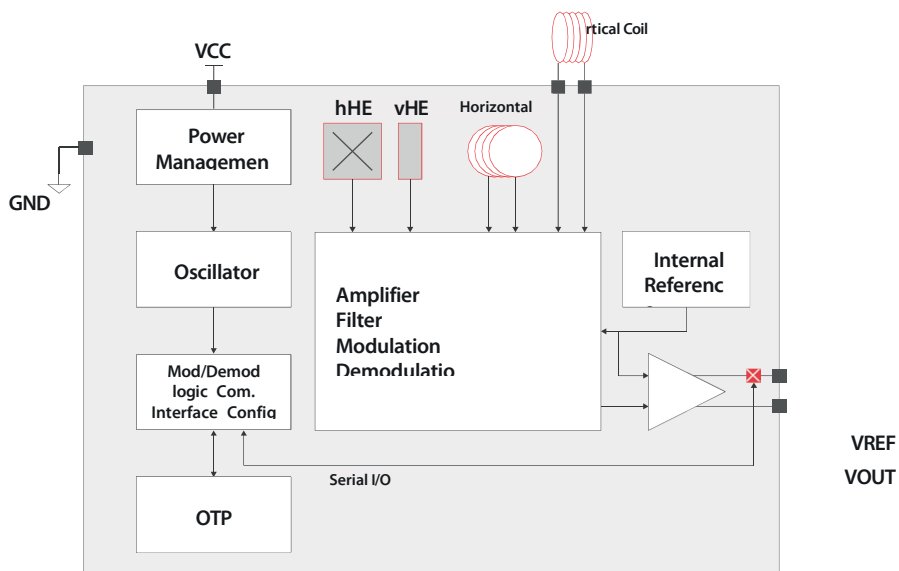 rtical Coil
VCC
hHE
vHE
Horizontal
Power
Managemen
GND
Oscillator
Internal
Referenc
Amplifier
Filter
Modulation
Demodulatio
Mod/Demod
logic Com.
Interface Config
VREF
Serial I/O
VOUT
OTP